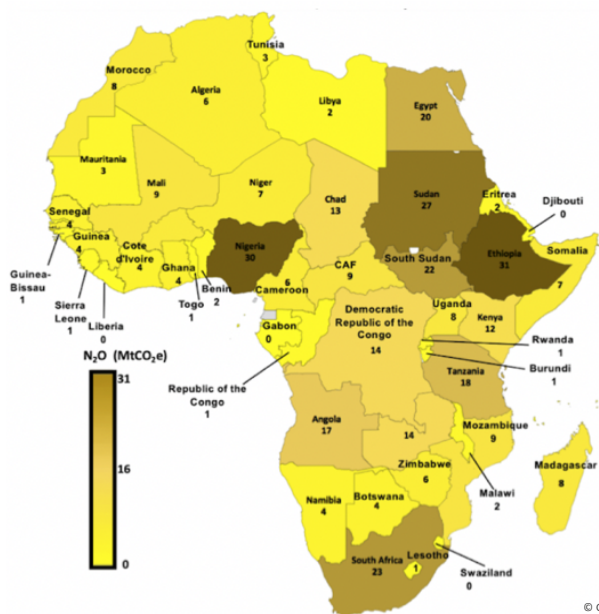 Tunisia
3
Morocco
8
Algeria
6
Libya
2
Egypt
20
Mauritania
3
Mali
9
Niger
7
Chad
13
Sudan
27
Eritrea
2
Djibouti
0
Senegal
4
Guinea
4
Guinea-
Bissau
1
Sierra
Leone 1
Liberia
0
Cote
d'Ivoire
4
Ghana
4
Togo
1
Benin
2
Nigeria
30
Cameroon
6
CAF
9
South Sudan
22
Ethiopia
31
Somalia
7
Gabon
0
Republic of the
Congo
1
Democratic
Republic of the
Congo
14
Uganda
8
Kenya
12
Rwanda
1
Burundi
1
Tanzania
18
Angola
17
14
Mozambique
9
Zimbabwe
6
Malawi
2
Madagascar
8
Namibia
4
Botswana
4
South Africa
23
Lesotho
1
Swaziland
0
N₂O (MtCO₂e)
31
16
0
©